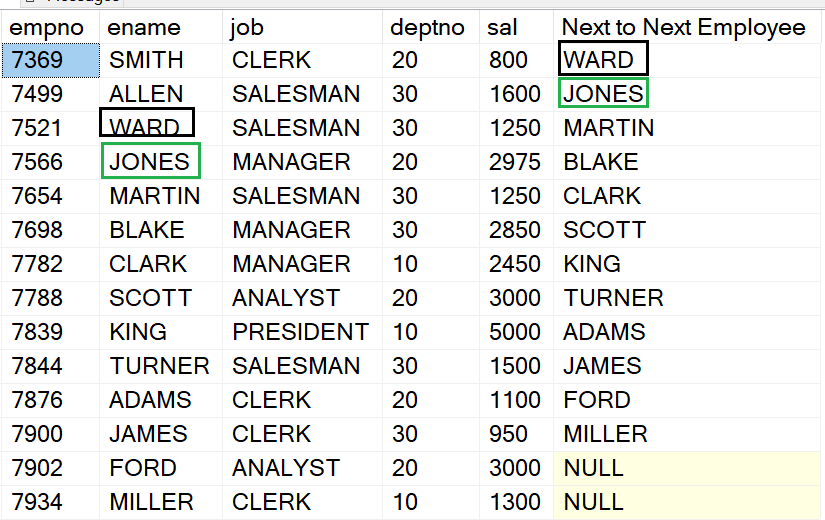 empno ename job deptno sal Next to Next Employee
7369 SMITH CLERK 20 800 WARD
7499 ALLEN SALESMAN 30 1600 JONES
7521 WARD SALESMAN 30 1250 MARTIN
7566 JONES MANAGER 20 2975 BLAKE
7654 MARTIN SALESMAN 30 1250 CLARK
7698 BLAKE MANAGER 30 2850 SCOTT
7782 CLARK MANAGER 10 2450 KING
7788 SCOTT ANALYST 20 3000 TURNER
7839 KING PRESIDENT 10 5000 ADAMS
7844 TURNER SALESMAN 30 1500 JAMES
7876 ADAMS CLERK 20 1100 FORD
7900 JAMES CLERK 30 950 MILLER
7902 FORD ANALYST 20 3000 NULL
7934 MILLER CLERK 10 1300 NULL